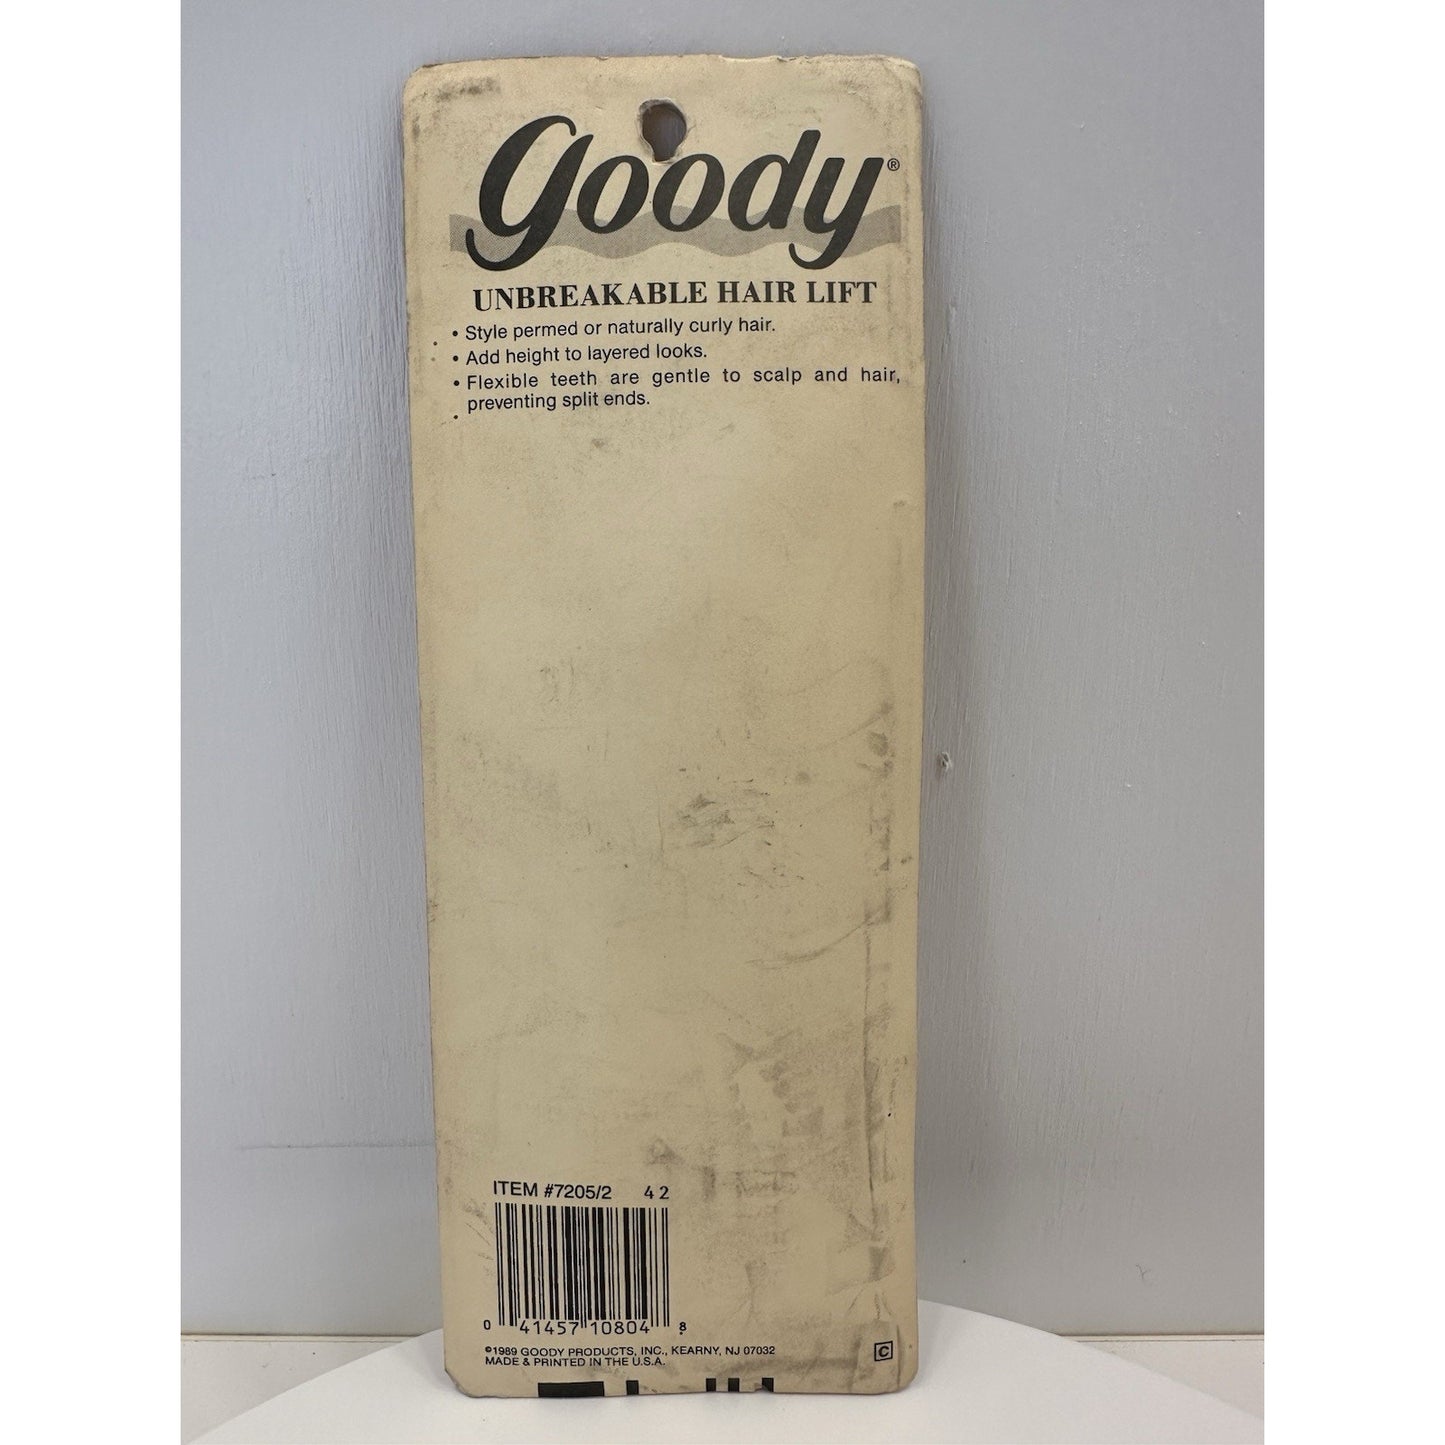 goody®
UNBREAKABLE HAIR LIFT
• Style permed or naturally curly hair.
• Add height to layered looks.
• Flexible teeth are gentle to scalp and hair,
preventing split ends.
ITEM #7205/2 42
0 41457 10804 8
©1989 GOODY PRODUCTS, INC., KEARNY, NJ 07032
MADE & PRINTED IN THE U.S.A.
C